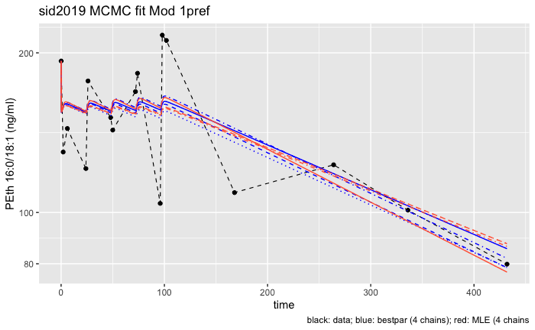 sid2019 MCMC fit Mod 1pref
PEth 16:0/18:1 (ng/ml)
200
100
80
0
100
200
300
400
time
black: data; blue: bestpar (4 chains); red: MLE (4 chains